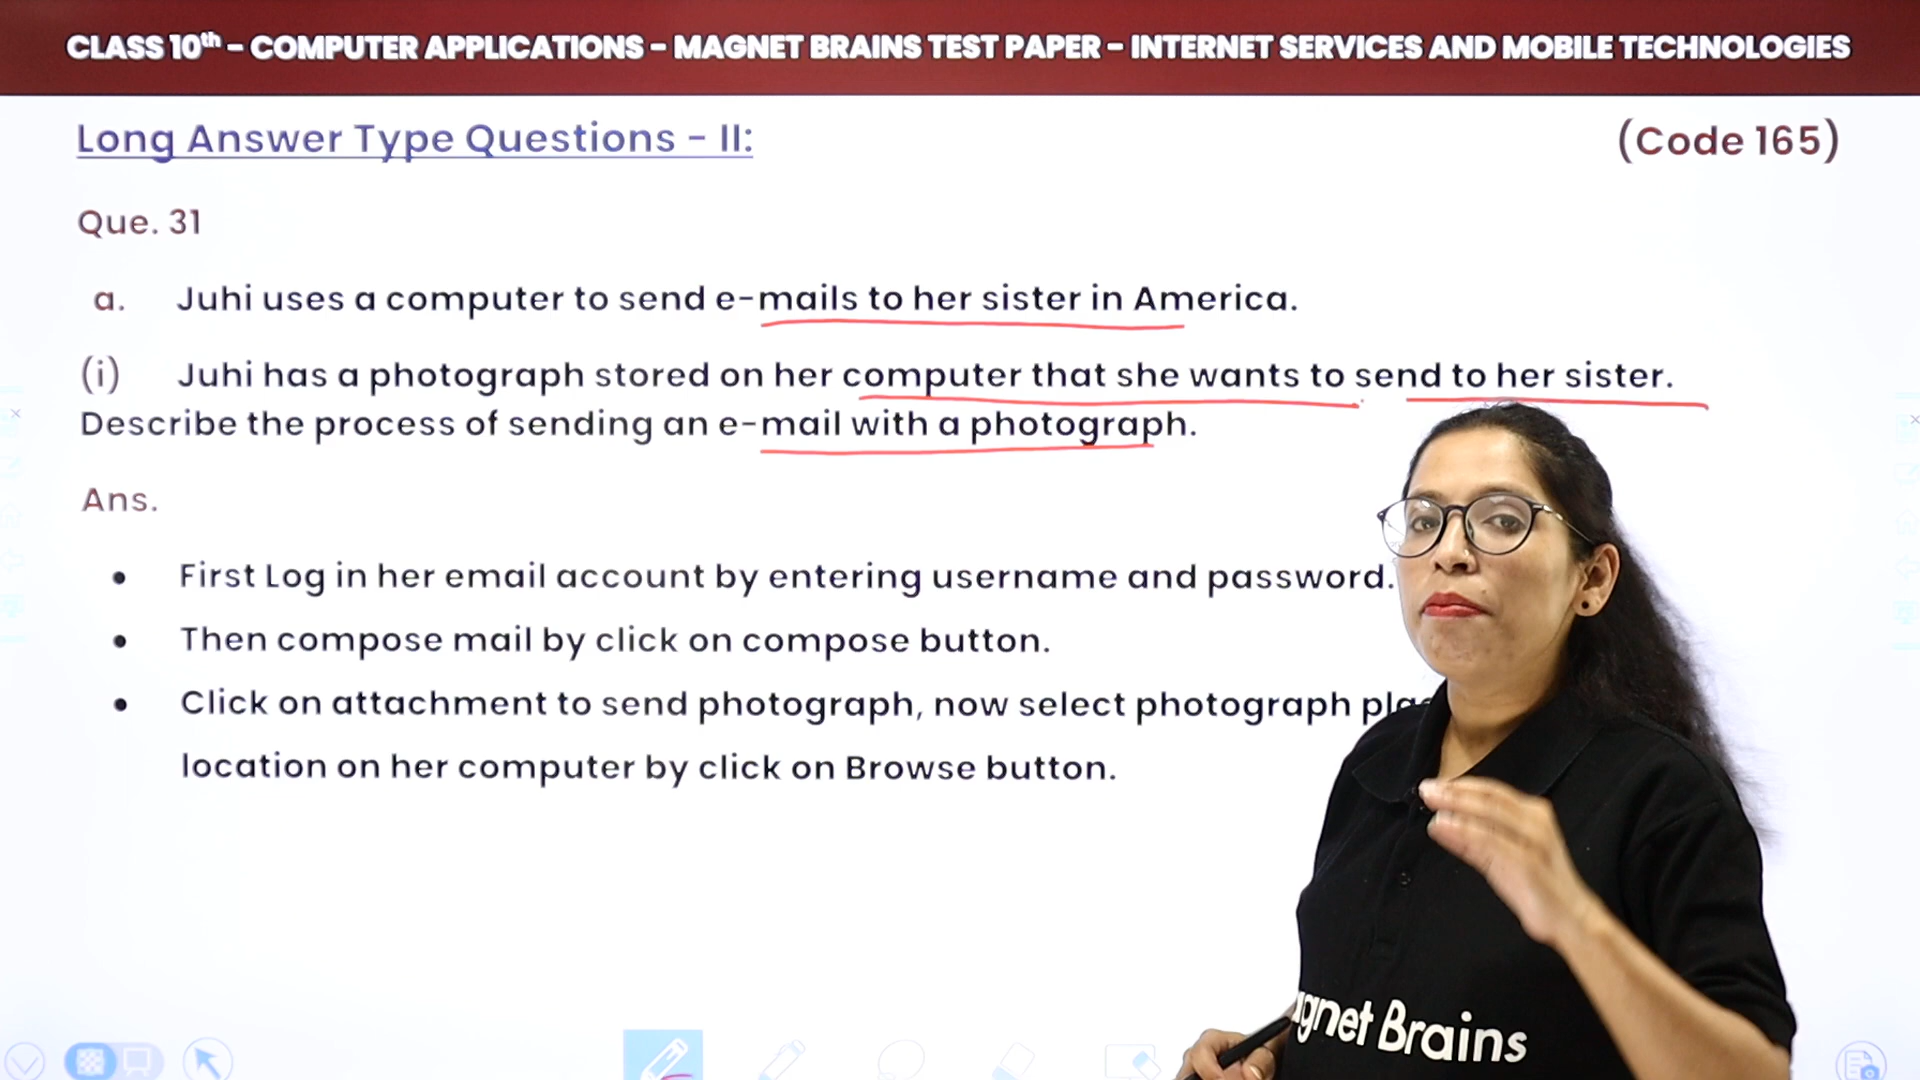 CLASS 10th - COMPUTER APPLICATIONS - MAGNET BRAINS TEST PAPER - INTERNET SERVICES AND MOBILE TECHNOLOGIES
Long Answer Type Questions - II:
(Code 165)
Que. 31
a. Juhi uses a computer to send e-mails to her sister in America.
(i) Juhi has a photograph stored on her computer that she wants to send to her sister.
Describe the process of sending an e-mail with a photograph.
Ans.
• First Log in her email account by entering username and password.
• Then compose mail by click on compose button.
• Click on attachment to send photograph, now select photograph
location on her computer by click on Browse button.
Brains